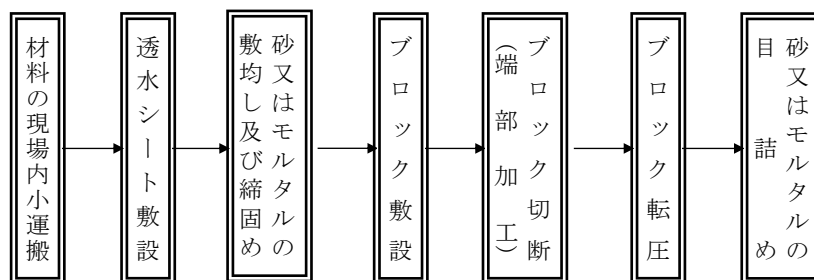 材料の現場内小運搬
透水シート敷設
砂又はモルタルの
敷均し及び締固め
ブロック敷設
ブロック切断
(端部加工)
ブロック転圧
砂又はモルタルの
目詰め